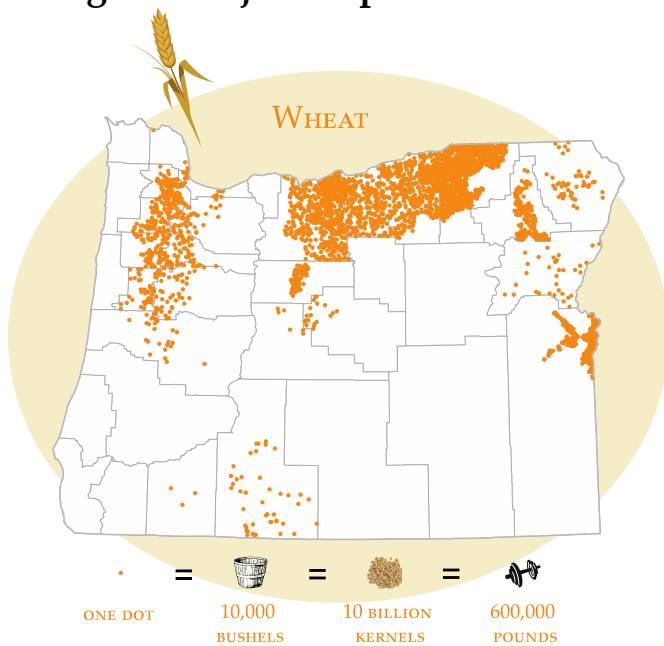 Wheat
= = =
one dot 10,000 10 billion 600,000
bushels kernels pounds